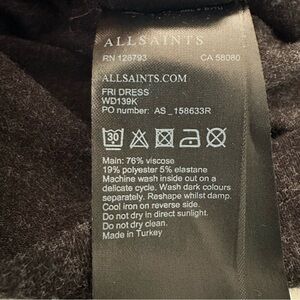 ALLSAINTS
RN 128793 CA 58080
ALLSAINTS.COM
FRI DRESS
WD139K
PO number: AS_158633R
30
Main: 76% viscose
19% polyester 5% elastane
Machine wash inside out on a
delicate cycle. Wash dark colours
separately. Reshape whilst damp.
Cool iron on reverse side.
Do not dry in direct sunlight.
Do not dry clean.
Made in Turkey